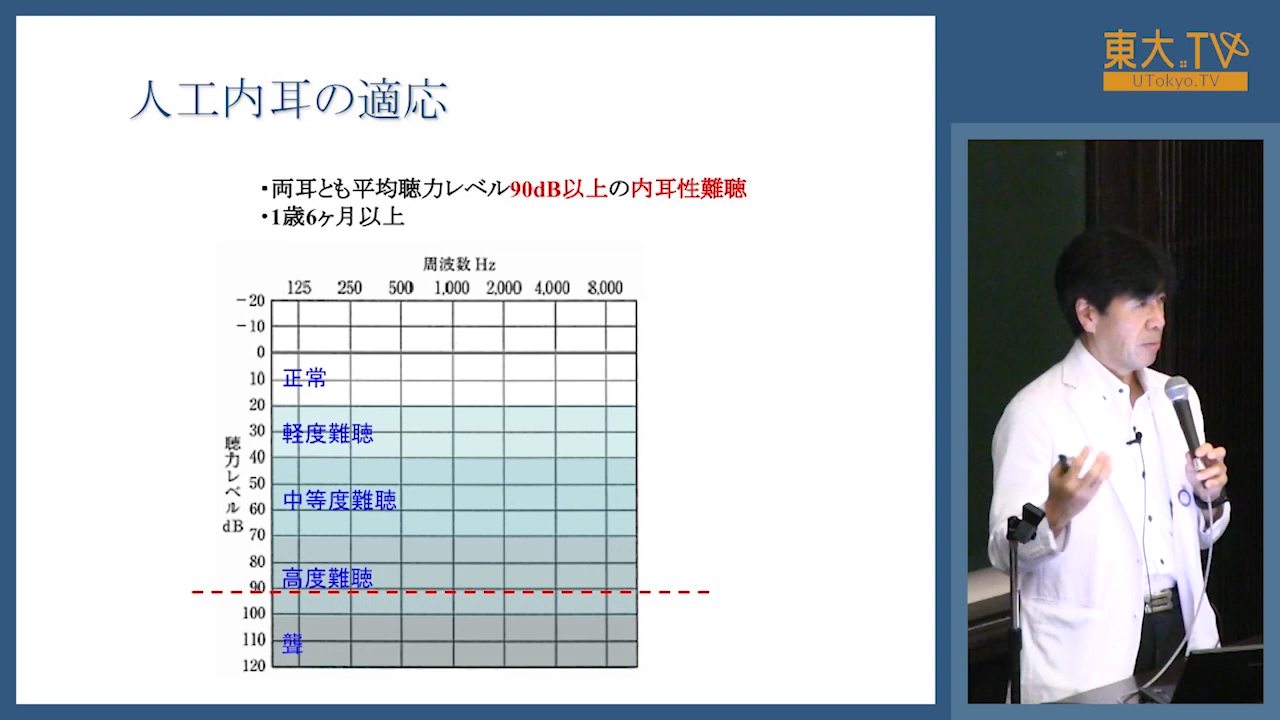 人工内耳の適応
・両耳とも平均聴力レベル90dB以上の内耳性難聴
・1歳6ヶ月以上
周波数 Hz
125 250 500 1,000 2,000 4,000 8,000
−20
−10
0
10
正常
20
30
軽度難聴
40
50
中等度難聴
60
70
80
高度難聴
90
100
110
聾
120
聴力レベル dB
東大.TV
UTokyo.TV